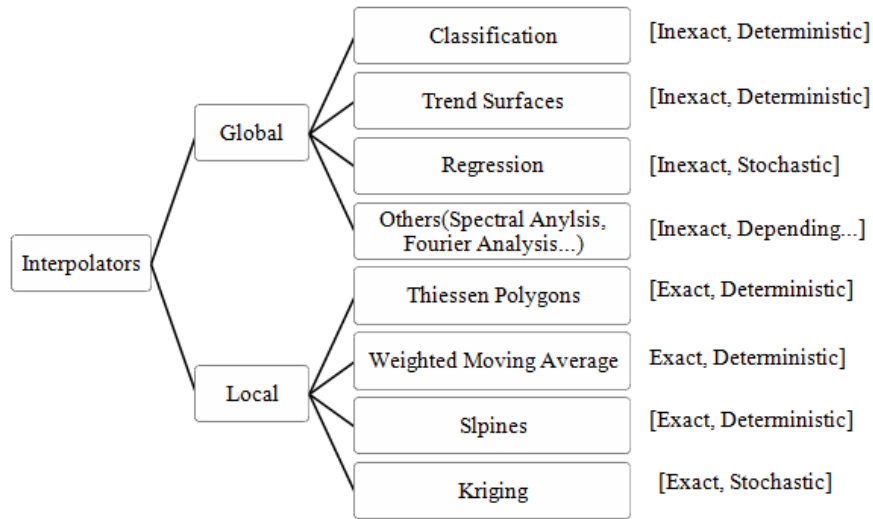 Classification [Inexact, Deterministic]
Trend Surfaces [Inexact, Deterministic]
Global
Regression [Inexact, Stochastic]
Others(Spectral Anylsis,
Fourier Analysis...) [Inexact, Depending...]
Interpolators
Thiessen Polygons [Exact, Deterministic]
Weighted Moving Average Exact, Deterministic]
Local
Slpines [Exact, Deterministic]
Kriging [Exact, Stochastic]